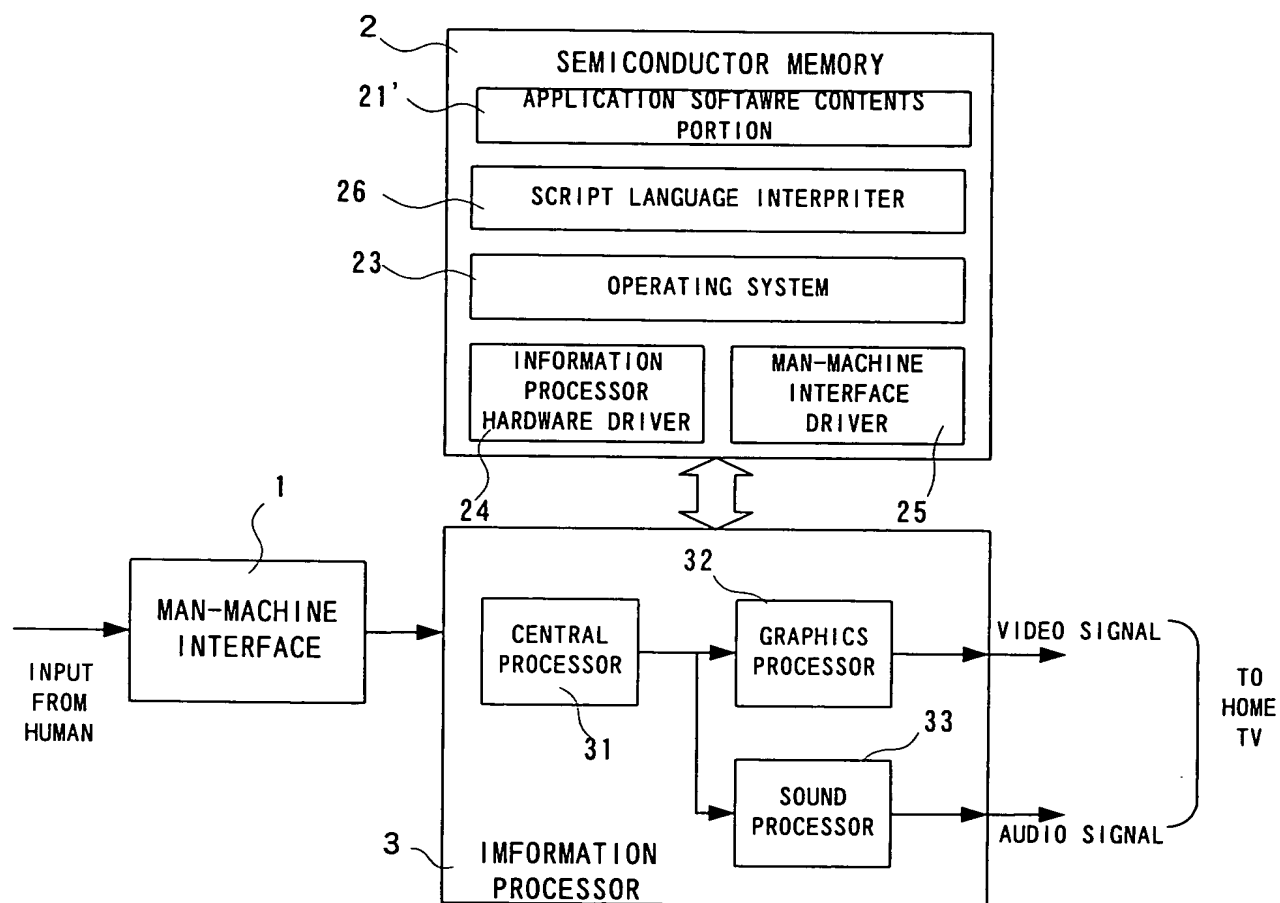 2
SEMICONDUCTOR MEMORY
21'
APPLICATION SOFTAWRE CONTENTS
PORTION
26
SCRIPT LANGUAGE INTERPRITER
23
OPERATING SYSTEM
INFORMATION
PROCESSOR
HARDWARE DRIVER
MAN-MACHINE
INTERFACE
DRIVER
24
25
1
MAN-MACHINE
INTERFACE
INPUT
FROM
HUMAN
32
CENTRAL
PROCESSOR
31
GRAPHICS
PROCESSOR
VIDEO SIGNAL
33
SOUND
PROCESSOR
AUDIO SIGNAL
TO
HOME
TV
3
IMFORMATION
PROCESSOR